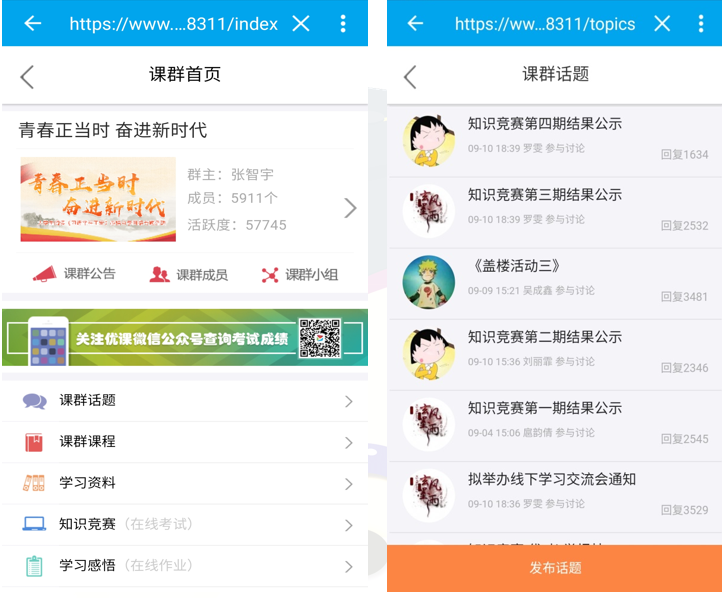 https://www....8311/index
课群首页
青春正当时 奋进新时代
青春正当时
奋进新时代
群主：张智宇
成员：5911个
活跃度：57745
课群公告
课群成员
课群小组
关注优课微信公众号查询考试成绩
课群话题
课群课程
学习资料
知识竞赛（在线考试）
学习感悟（在线作业）
https://ww...8311/topics
课群话题
知识竞赛第四期结果公示
09-10 18:39 罗雯 参与讨论
回复1634
知识竞赛第三期结果公示
09-10 18:39 罗雯 参与讨论
回复2532
《盖楼活动三》
09-09 15:21 吴成鑫 参与讨论
回复3481
知识竞赛第二期结果公示
09-10 15:36 刘丽霏 参与讨论
回复2346
知识竞赛第一期结果公示
09-04 15:06 扈韵倩 参与讨论
回复2545
拟举办线下学习交流会通知
09-10 18:36 罗雯 参与讨论
回复3529
发布话题